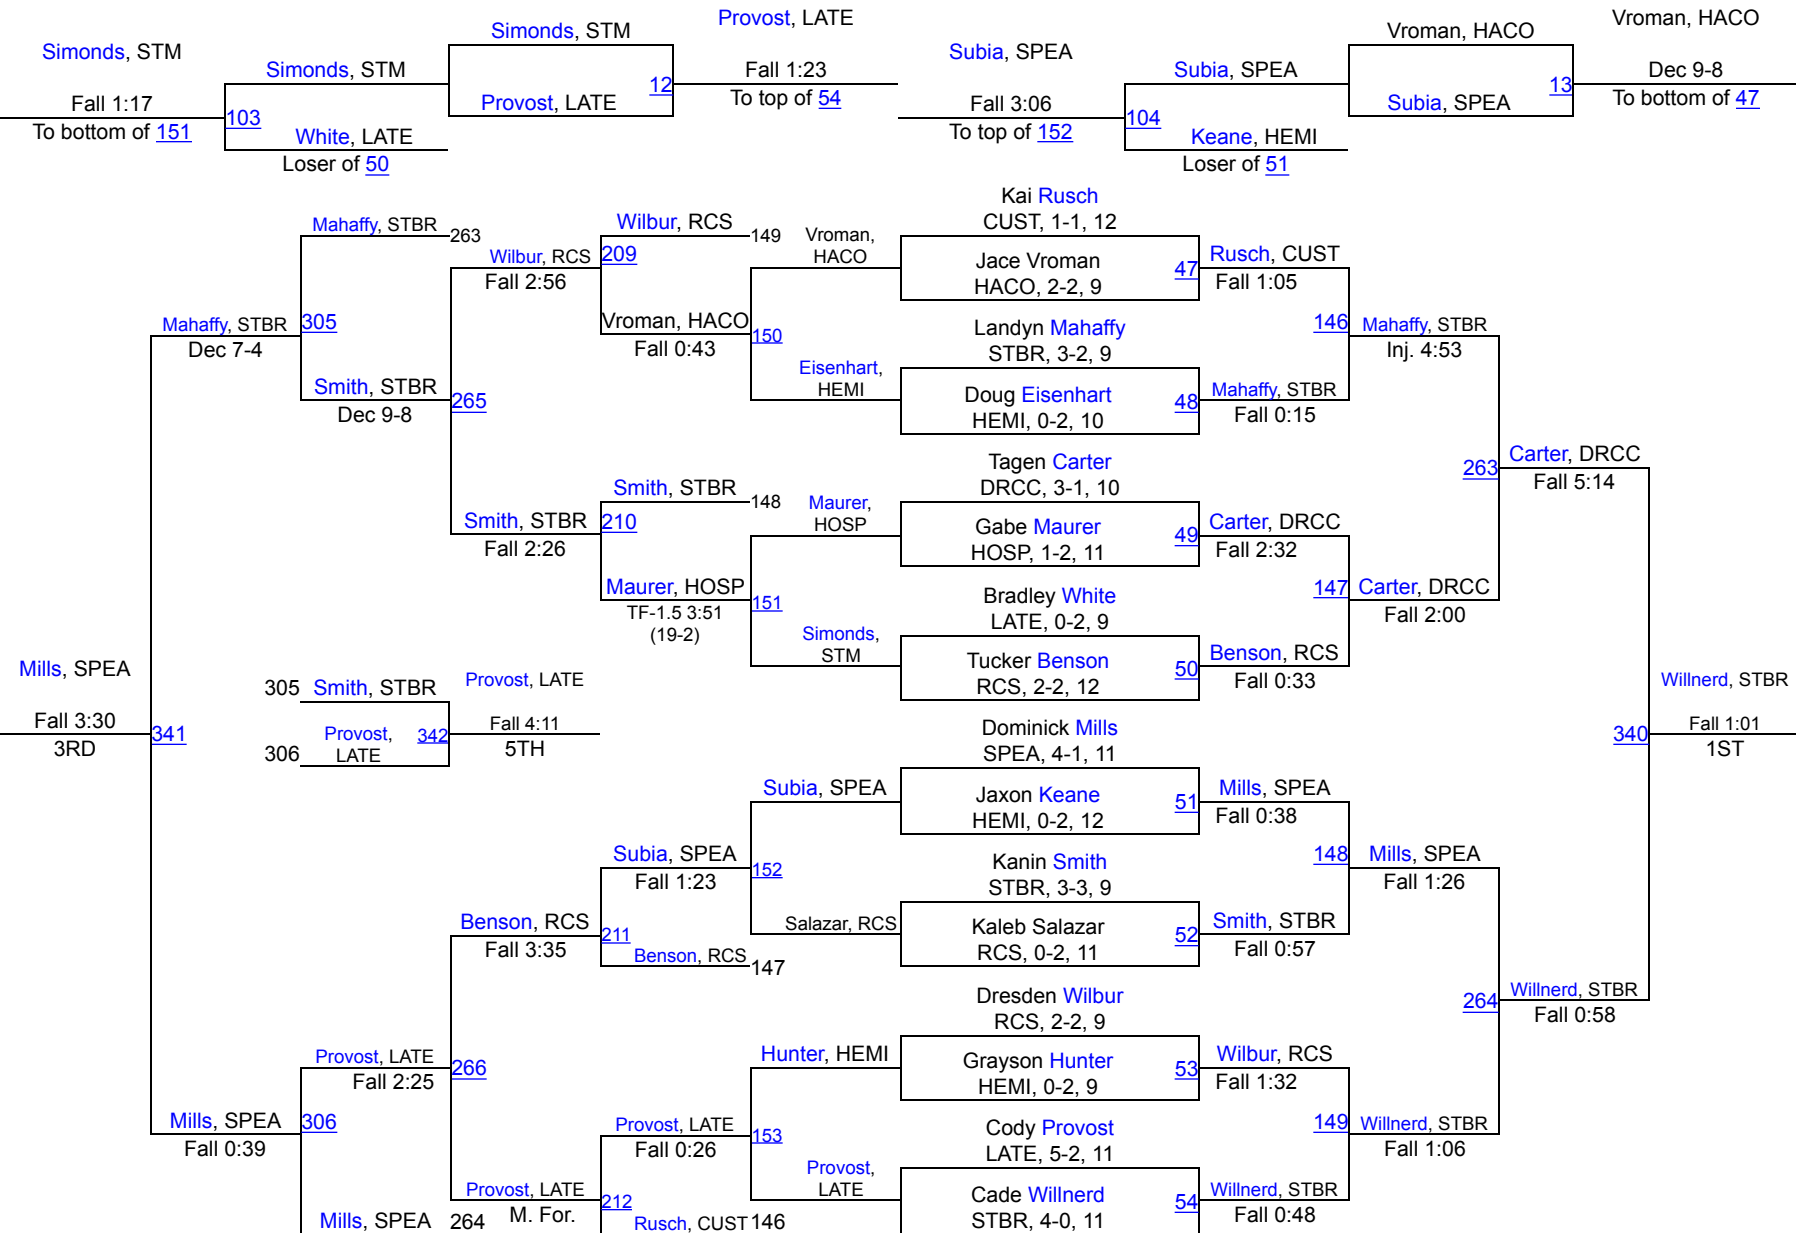 Simonds, STM
Fall 1:17
To bottom of 151
103
Simonds, STM
White, LATE
Loser of 50
Simonds, STM
Provost, LATE
12
Provost, LATE
Fall 1:23
To top of 54
Subia, SPEA
Fall 3:06
To top of 152
104
Subia, SPEA
Keane, HEMI
Loser of 51
Vroman, HACO
Subia, SPEA
13
Vroman, HACO
Dec 9-8
To bottom of 47
Kai Rusch
CUST, 1-1, 12
Jace Vroman
HACO, 2-2, 9
47
Rusch, CUST
Fall 1:05
Landyn Mahaffy
STBR, 3-2, 9
Doug Eisenhart
HEMI, 0-2, 10
48
Mahaffy, STBR
Fall 0:15
146
Mahaffy, STBR
Inj. 4:53
Tagen Carter
DRCC, 3-1, 10
Gabe Maurer
HOSP, 1-2, 11
49
Carter, DRCC
Fall 2:32
Bradley White
LATE, 0-2, 9
Tucker Benson
RCS, 2-2, 12
50
Benson, RCS
Fall 0:33
147
Carter, DRCC
Fall 2:00
263
Carter, DRCC
Fall 5:14
Dominick Mills
SPEA, 4-1, 11
Jaxon Keane
HEMI, 0-2, 12
51
Mills, SPEA
Fall 0:38
Kanin Smith
STBR, 3-3, 9
Kaleb Salazar
RCS, 0-2, 11
52
Smith, STBR
Fall 0:57
148
Mills, SPEA
Fall 1:26
Dresden Wilbur
RCS, 2-2, 9
Grayson Hunter
HEMI, 0-2, 9
53
Wilbur, RCS
Fall 1:32
Cody Provost
LATE, 5-2, 11
Cade Willnerd
STBR, 4-0, 11
54
Willnerd, STBR
Fall 0:48
149
Willnerd, STBR
Fall 1:06
264
Willnerd, STBR
Fall 0:58
340
Willnerd, STBR
Fall 1:01
1ST
Vroman,
HACO
Eisenhart,
HEMI
150
Vroman, HACO
Fall 0:43
Wilbur, RCS
149
209
Wilbur, RCS
Fall 2:56
Maurer,
HOSP
Simonds,
STM
151
Maurer, HOSP
TF-1.5 3:51
(19-2)
Smith, STBR
148
210
Smith, STBR
Fall 2:26
265
Smith, STBR
Dec 9-8
Mahaffy, STBR
263
305
Mahaffy, STBR
Dec 7-4
Subia, SPEA
Salazar, RCS
152
Subia, SPEA
Fall 1:23
Benson, RCS
147
211
Benson, RCS
Fall 3:35
Hunter, HEMI
Provost,
LATE
153
Provost, LATE
Fall 0:26
Rusch, CUST
146
212
Provost, LATE
M. For.
266
Provost, LATE
Fall 2:25
Mills, SPEA
264
306
Mills, SPEA
Fall 0:39
341
Mills, SPEA
Fall 3:30
3RD
305
Smith, STBR
306
Provost,
LATE
342
Provost, LATE
Fall 4:11
5TH